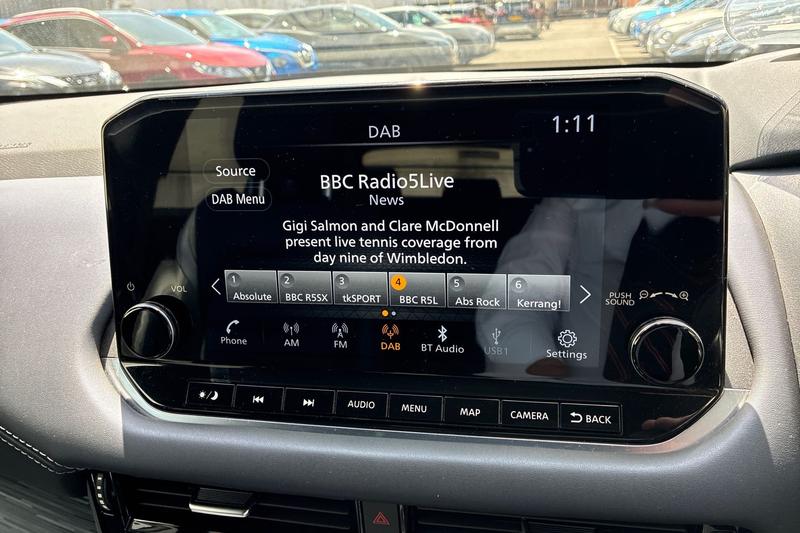 DAB
1:11
Source
DAB Menu
BBC Radio5Live
News
Gigi Salmon and Clare McDonnell
present live tennis coverage from
day nine of Wimbledon.
1 Absolute
2 BBC R5SX
3 tkSPORT
4 BBC R5L
5 Abs Rock
6 Kerrang!
VOL
PUSH
SOUND
Phone
AM
FM
DAB
BT Audio
USB1
Settings
AUDIO
MENU
MAP
CAMERA
BACK